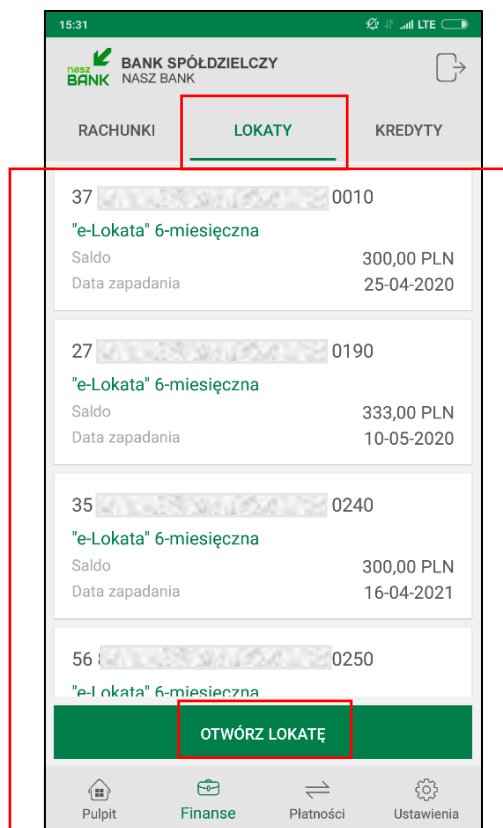 15:31 LTE
nasz BANK BANK SPÓŁDZIELCZY
NASZ BANK
RACHUNKI LOKATY KREDYTY
37 0010
"e-Lokata" 6-miesięczna
Saldo 300,00 PLN
Data zapadania 25-04-2020
27 0190
"e-Lokata" 6-miesięczna
Saldo 333,00 PLN
Data zapadania 10-05-2020
35 0240
"e-Lokata" 6-miesięczna
Saldo 300,00 PLN
Data zapadania 16-04-2021
56 0250
"e-Lokata" 6-miesięczna
OTWÓRZ LOKATĘ
Pulpit Finanse Płatności Ustawienia